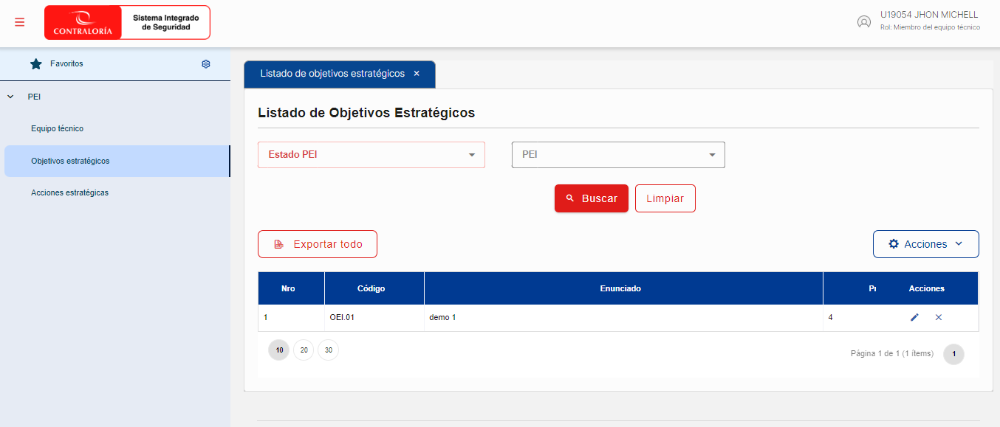 CONTRALORÍA
Sistema Integrado
de Seguridad
U19054 JHON MICHELL
Rol: Miembro del equipo técnico
Favoritos
PEI
Equipo técnico
Objetivos estratégicos
Acciones estratégicas
Listado de objetivos estratégicos ×
Listado de Objetivos Estratégicos
Estado PEI
PEI
Buscar
Limpiar
Exportar todo
Acciones
Nro Código Enunciado Pr Acciones
1 OEI.01 demo 1 4
10 20 30
Página 1 de 1 (1 ítems) 1